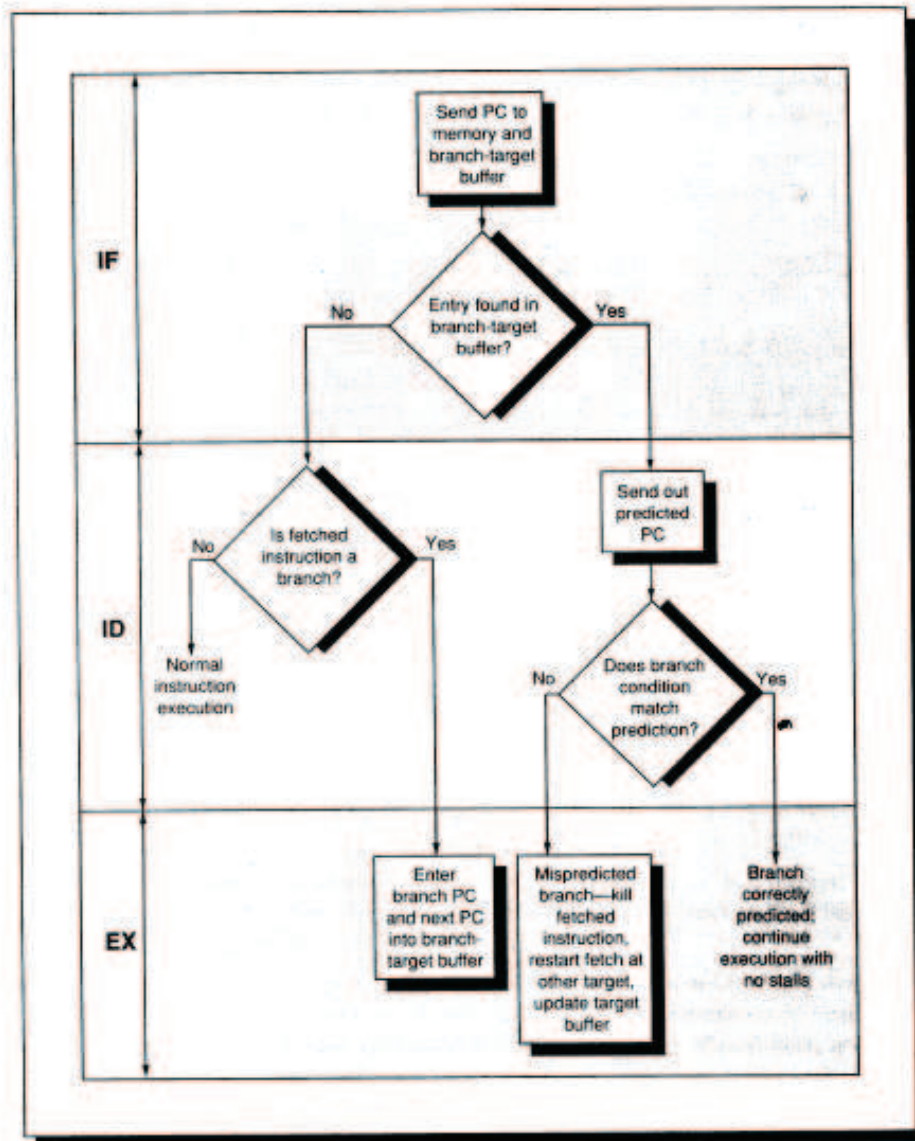 Send PC to
memory and
branch-target
buffer
IF
Entry found in
branch-target
buffer?
No
Yes
Send out
predicted
PC
Is fetched
instruction a
branch?
No
Yes
ID
Normal
instruction
execution
Does branch
condition
match
prediction?
No
Yes
EX
Enter
branch PC
and next PC
into branch-
target buffer
Mispredicted
branch—kill
fetched
instruction,
restart fetch at
other target,
update target
buffer
Branch
correctly
predicted;
continue
execution with
no stalls